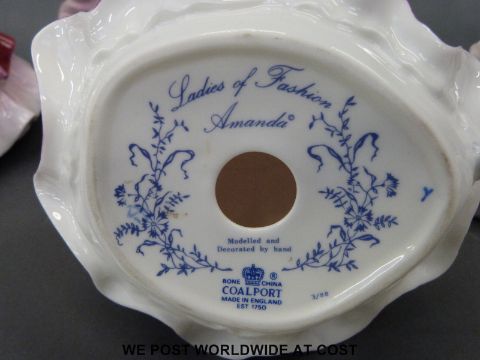 Ladies of Fashion
Amanda©
Modelled and
Decorated by hand
BONE CHINA ®
COALPORT
MADE IN ENGLAND
EST 1750
WE POST WORLDWIDE AT COST